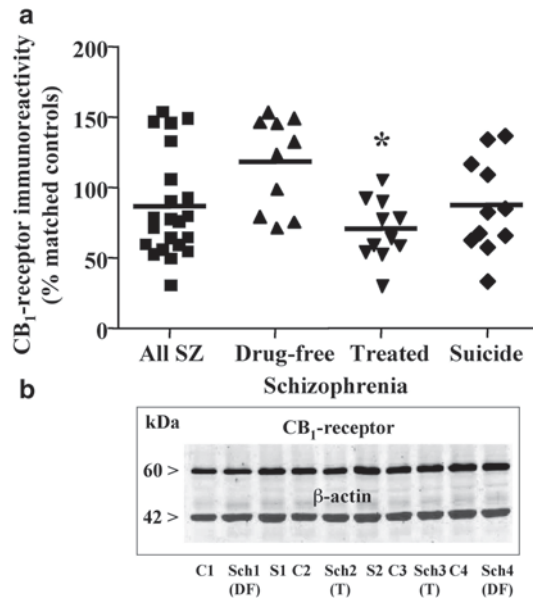 a
CB1-receptor immunoreactivity
(% matched controls)
200
150
100
50
0
*
All SZ Drug-free Treated Suicide
Schizophrenia
b
kDa
CB1-receptor
60 >
β-actin
42 >
C1 Sch1 S1 C2 Sch2 S2 C3 Sch3 C4 Sch4
(DF) (T) (T) (DF)